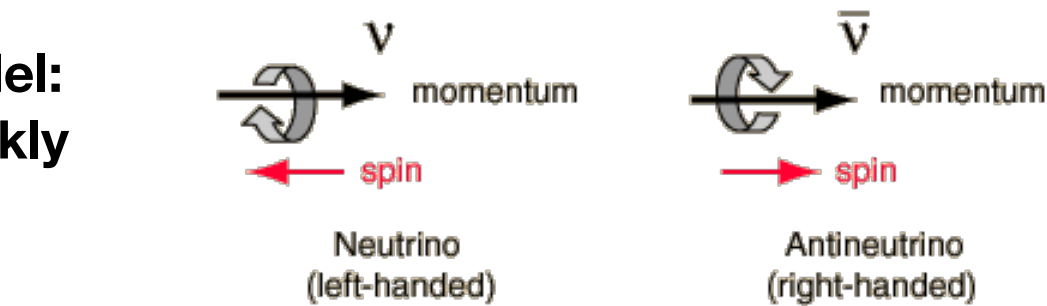 lel:
kly
ν
momentum
spin
Neutrino
(left-handed)
ν̅
momentum
spin
Antineutrino
(right-handed)